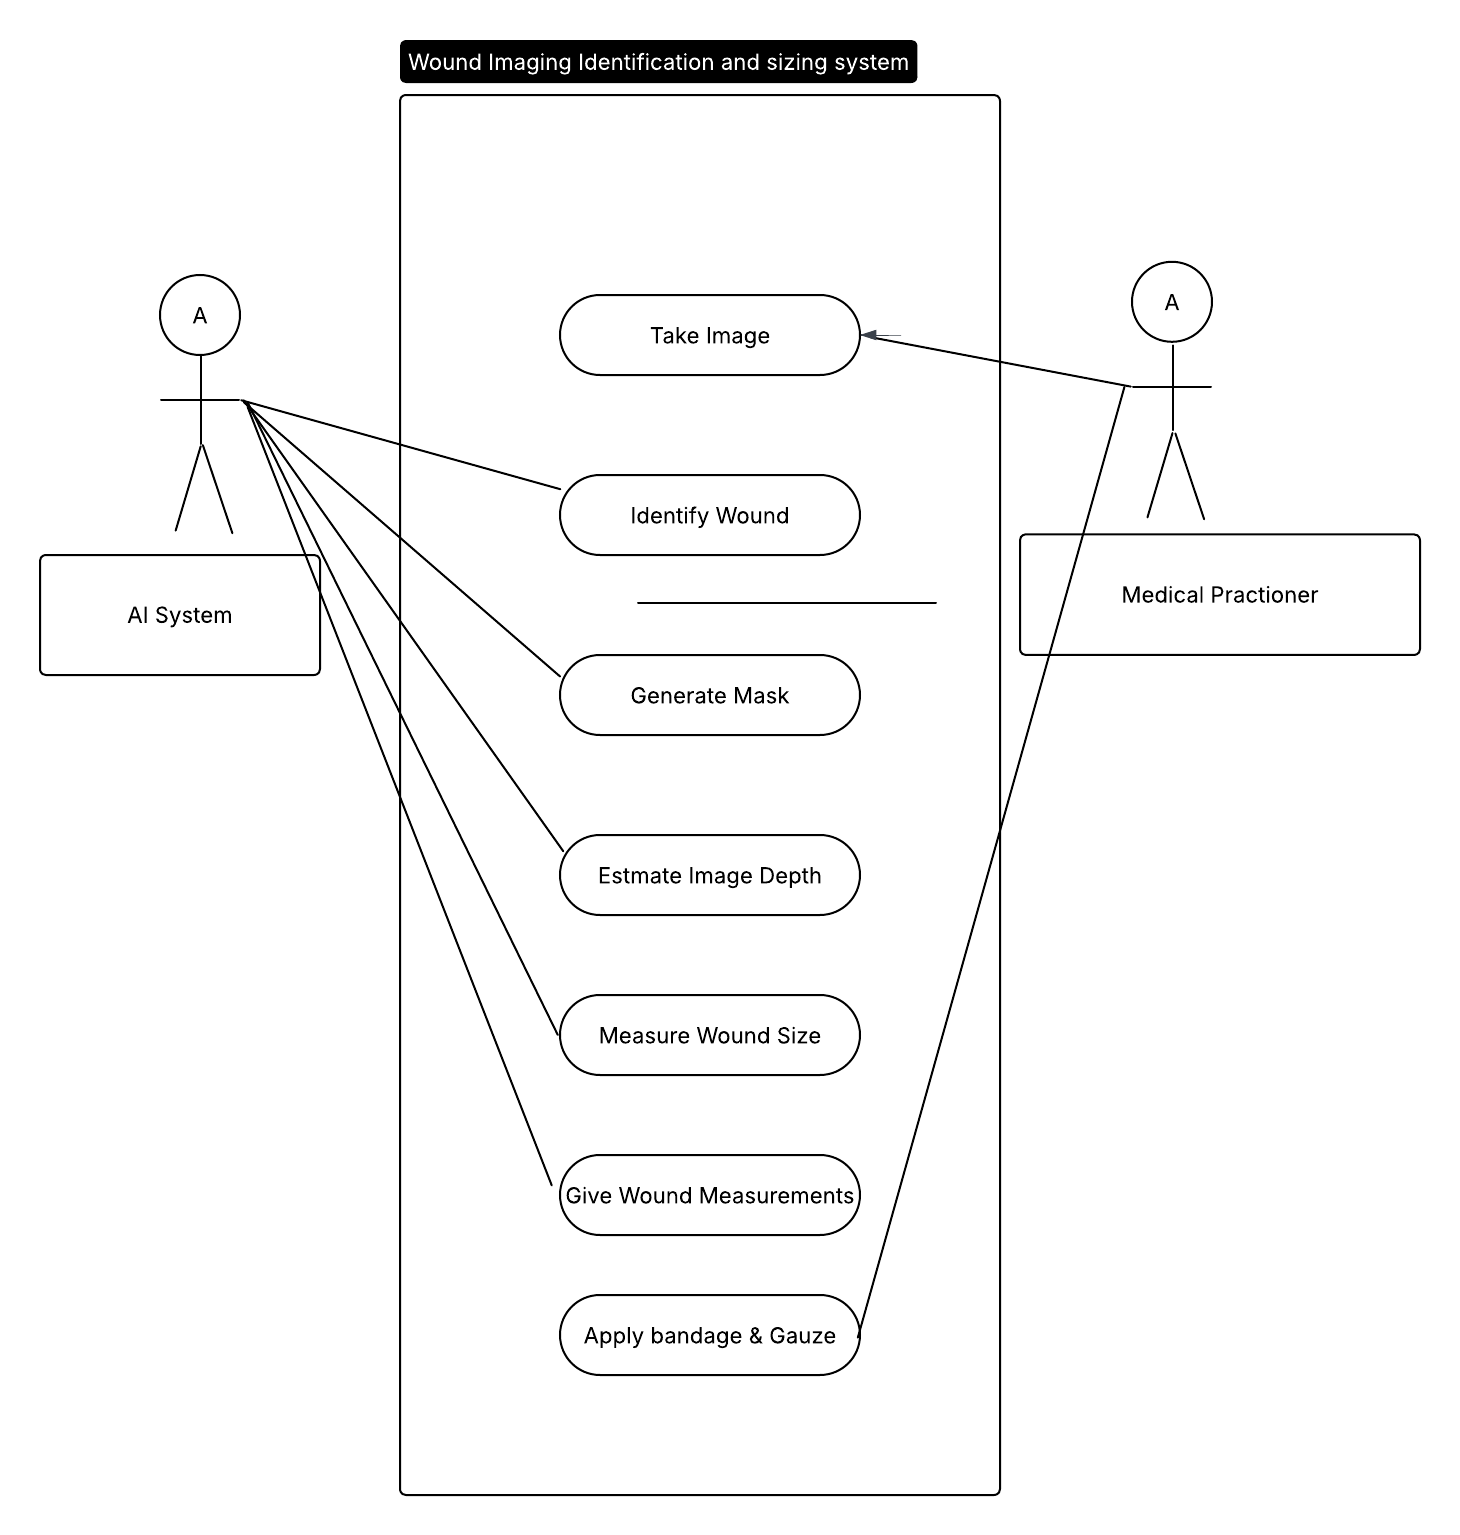 Wound Imaging Identification and sizing system
A
A
Take Image
Identify Wound
AI System
Medical Practioner
Generate Mask
Estmate Image Depth
Measure Wound Size
Give Wound Measurements
Apply bandage & Gauze